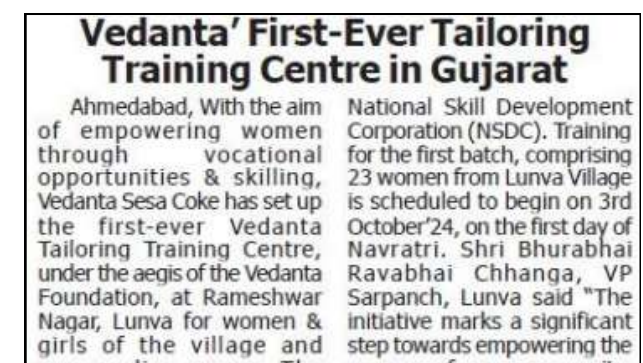 Vedanta' First-Ever Tailoring
Training Centre in Gujarat
Ahmedabad, With the aim
of empowering women
through vocational
opportunities & skilling,
Vedanta Sesa Coke has set up
the first-ever Vedanta
Tailoring Training Centre,
under the aegis of the Vedanta
Foundation, at Rameshwar
Nagar, Lunva for women &
girls of the village and
National Skill Development
Corporation (NSDC). Training
for the first batch, comprising
23 women from Lunva Village
is scheduled to begin on 3rd
October'24, on the first day of
Navratri. Shri Bhurabhai
Ravabhai Chhanga, VP
Sarpanch, Lunva said "The
initiative marks a significant
step towards empowering the